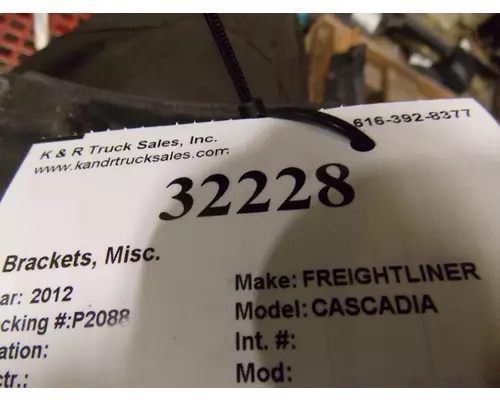 K & R Truck Sales, Inc.
616-392-8377
www.kandrtrucksales.com
32228
Brackets, Misc.
Make: FREIGHTLINER
ar: 2012
Model: CASCADIA
cking #:P2088
Int. #:
ation:
Mod:
ctr.: